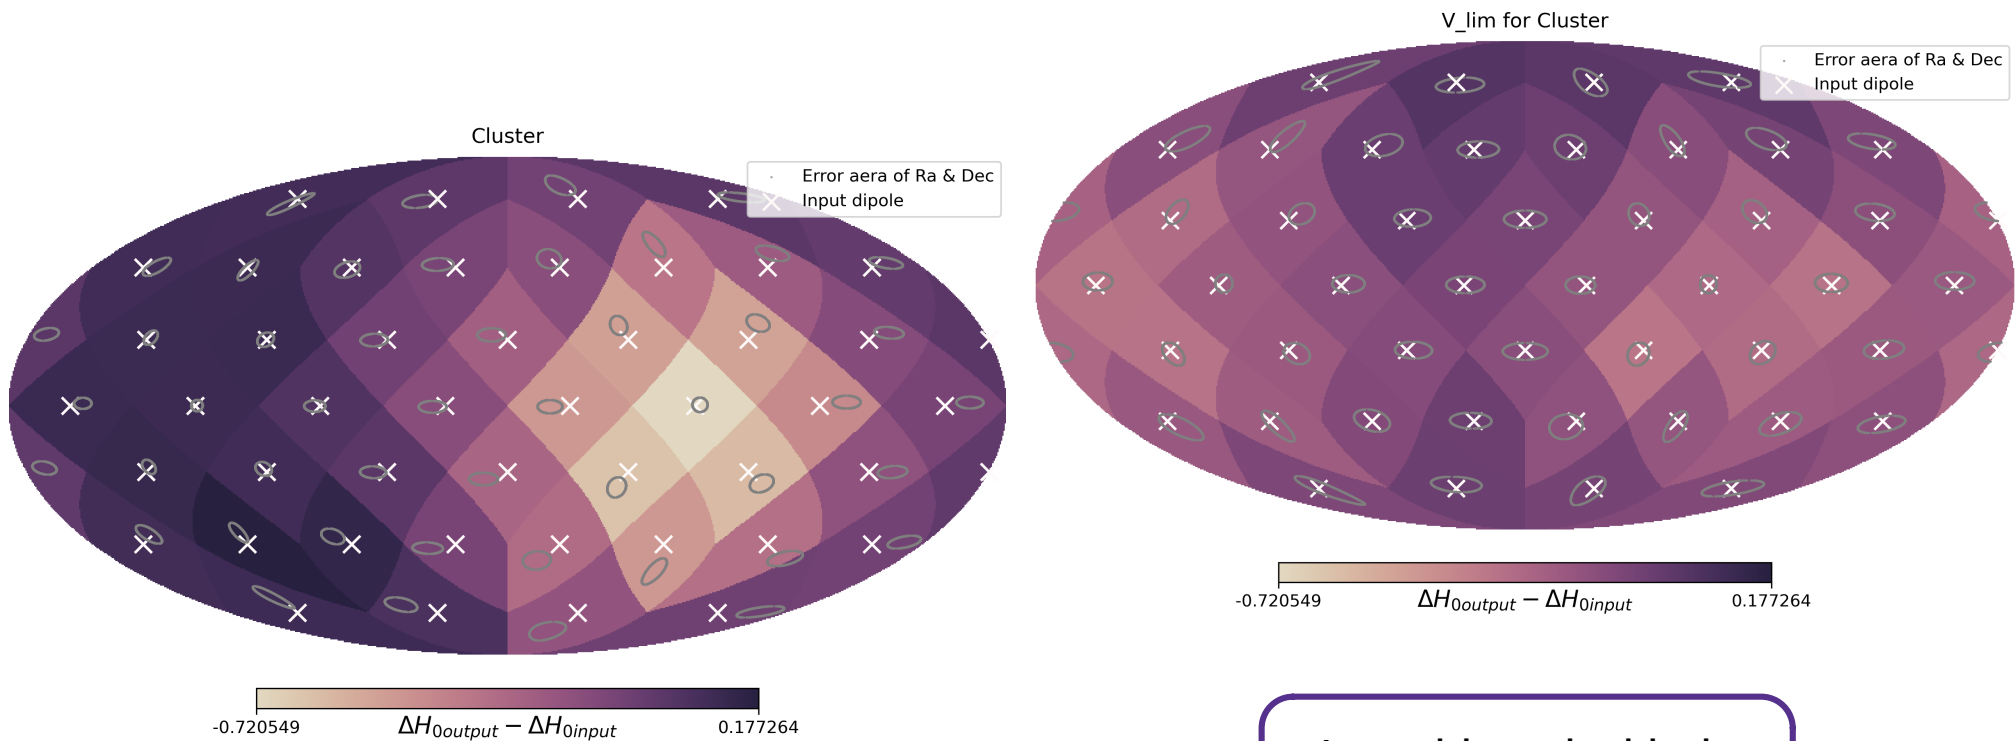 Cluster
Error aera of Ra & Dec
Input dipole
-0.720549
0.177264
ΔH₀output − ΔH₀input
V_lim for Cluster
Error aera of Ra & Dec
Input dipole
-0.720549
0.177264
ΔH₀output − ΔH₀input